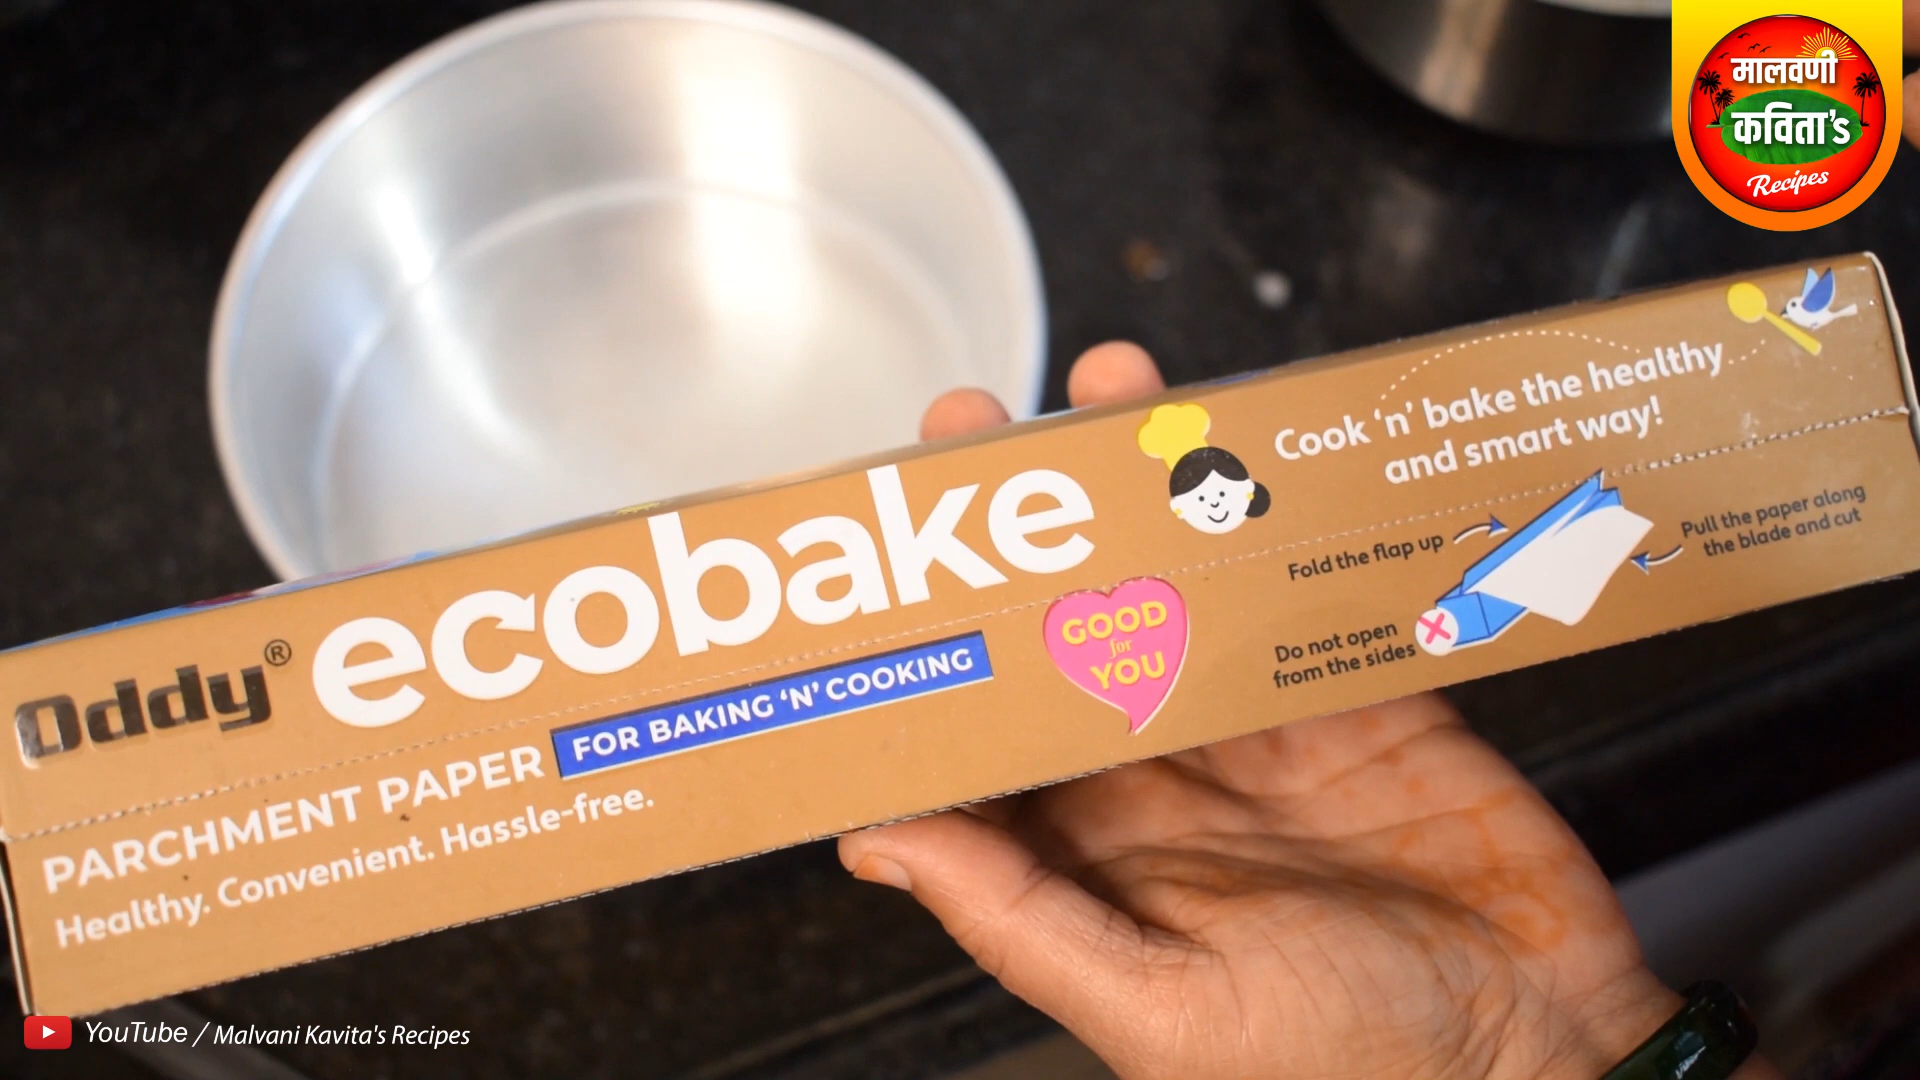 मालवणी
कविता's
Recipes
Cook 'n' bake the healthy
and smart way!
Oddy® ecobake
PARCHMENT PAPER FOR BAKING 'N' COOKING
Healthy. Convenient. Hassle-free.
GOOD
for
YOU
Fold the flap up
Pull the paper along
the blade and cut
Do not open
from the sides
YouTube / Malvani Kavita's Recipes